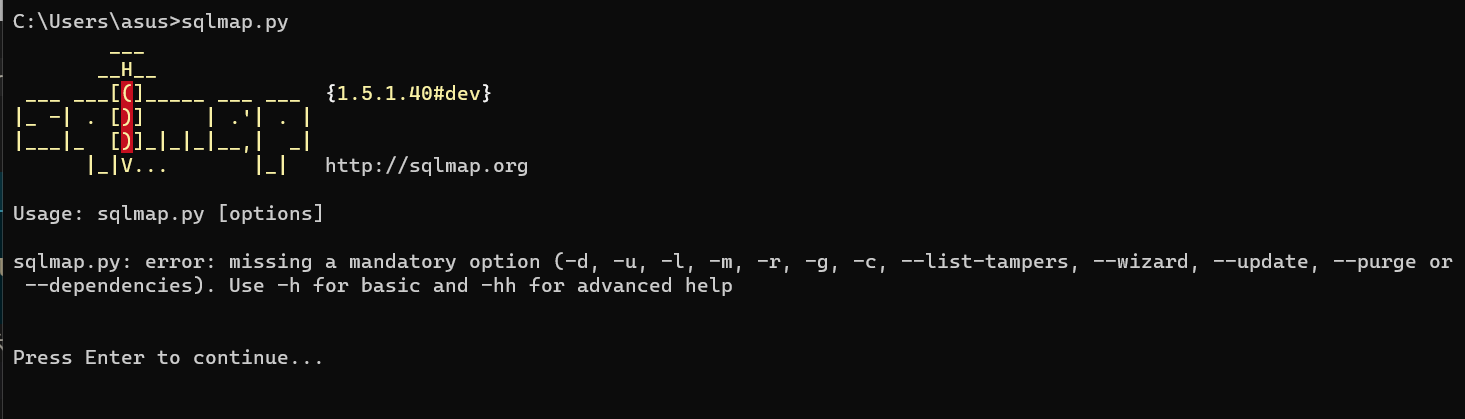 C:\Users\asus>sqlmap.py
        ___
       __H__
 ___ ___[(]_____ ___ ___  {1.5.1.40#dev}
|_ -| . [)]     | .'| . |
|___|_  [)]_|_|_|__,|  _|
      |_|V...       |_|   http://sqlmap.org
Usage: sqlmap.py [options]
sqlmap.py: error: missing a mandatory option (-d, -u, -l, -m, -r, -g, -c, --list-tampers, --wizard, --update, --purge or
 --dependencies). Use -h for basic and -hh for advanced help
Press Enter to continue...